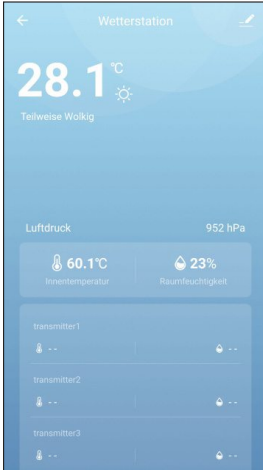 Wetterstation
28.1°C
Teilweise Wolkig
Luftdruck 952 hPa
60.1°C 23%
Innentemperatur Raumfeuchtigkeit
transmitter1
-- --
transmitter2
-- --
transmitter3
-- --